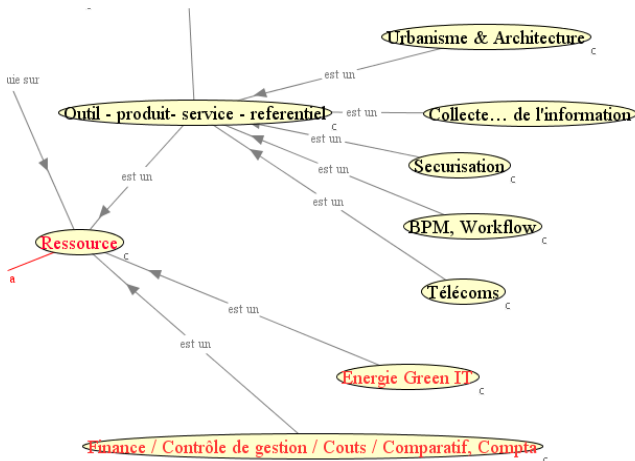 Urbanisme & Architecture
c
est un
uie sur
Outil - produit- service - referentiel
c
est un
Collecte... de l'information
c
est un
Securisation
c
est un
est un
BPM, Workflow
c
est un
Ressource
c
a
Télécoms
c
est un
Energie Green IT
c
est un
Finance / Contrôle de gestion / Couts / Comparatif, Compta
c